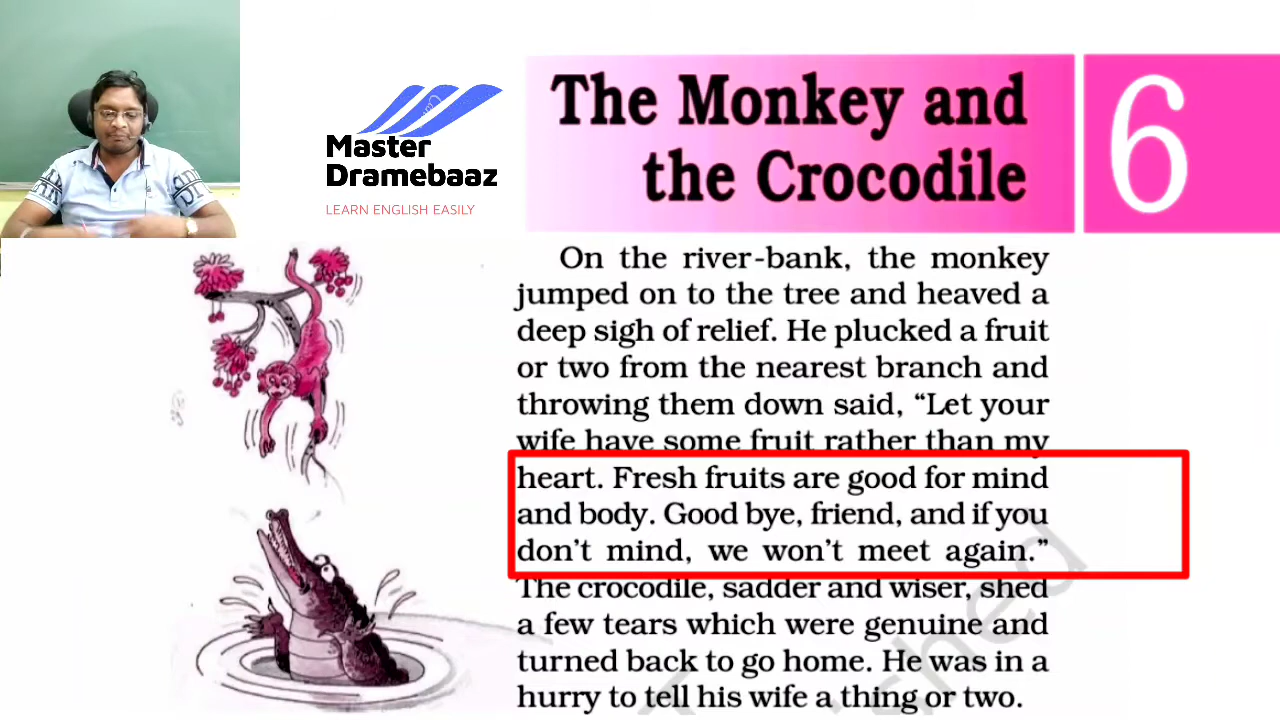 Master
Dramebaaz
LEARN ENGLISH EASILY
The Monkey and
the Crocodile
6
On the river-bank, the monkey
jumped on to the tree and heaved a
deep sigh of relief. He plucked a fruit
or two from the nearest branch and
throwing them down said, “Let your
wife have some fruit rather than my
heart. Fresh fruits are good for mind
and body. Good bye, friend, and if you
don’t mind, we won’t meet again.”
The crocodile, sadder and wiser, shed
a few tears which were genuine and
turned back to go home. He was in a
hurry to tell his wife a thing or two.